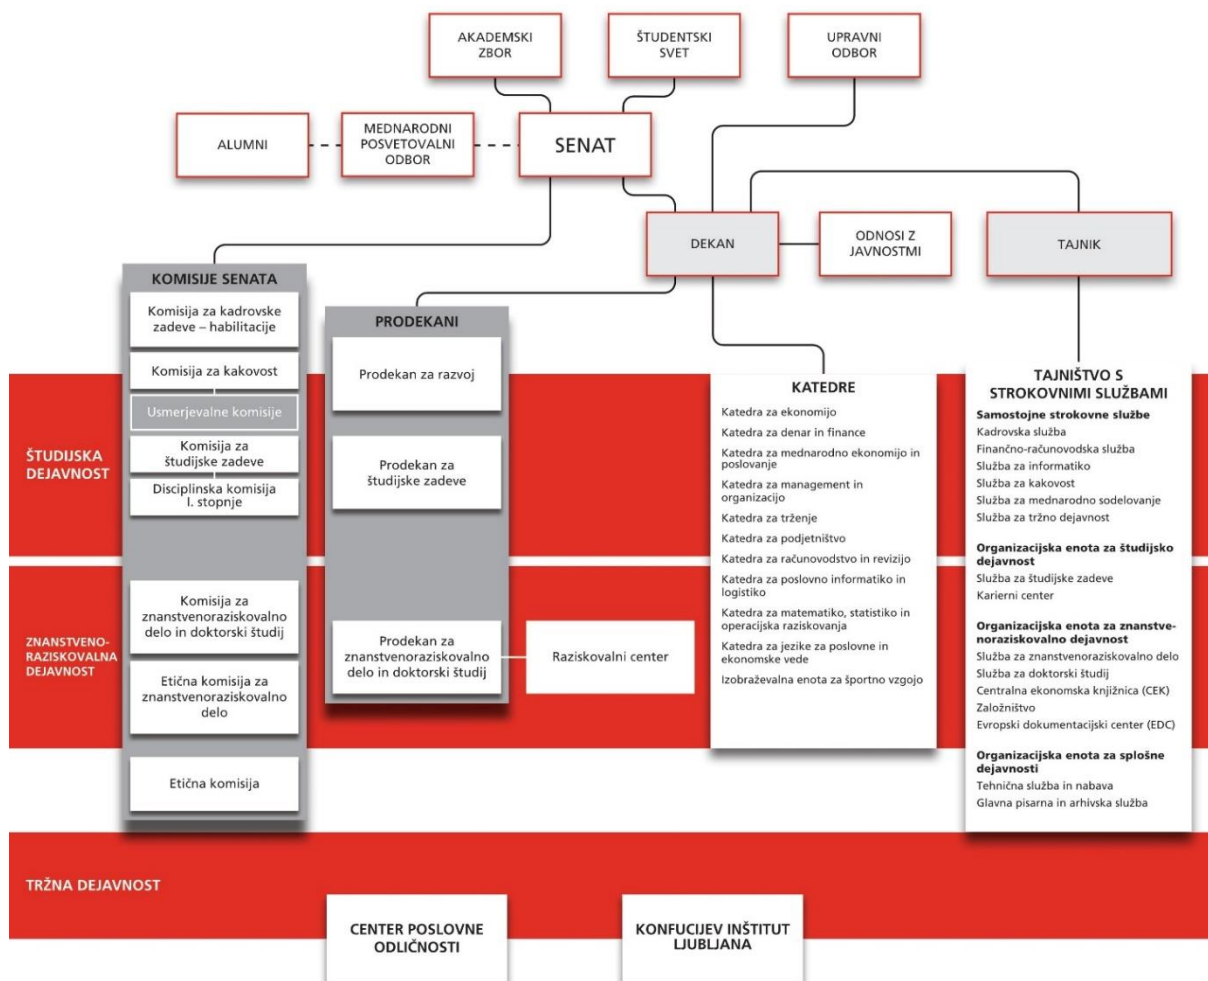 AKADEMSKI
ZBOR
ŠTUDENTSKI
SVET
UPRAVNI
ODBOR
ALUMNI
MEDNARODNI
POSVETOVALNI
ODBOR
SENAT
DEKAN
ODNOSI Z
JAVNOSTMI
TAJNIK
KOMISIJE SENATA
Komisija za kadrovske
zadeve – habilitacije
Komisija za kakovost
Usmerjevalne komisije
Komisija za
študijske zadeve
Disciplinska komisija
I. stopnje
Komisija za
znanstvenoraziskovalno
delo in doktorski študij
Etična komisija za
znanstvenoraziskovalno
delo
Etična komisija
PRODEKANI
Prodekan za razvoj
Prodekan za
študijske zadeve
Prodekan za
znanstvenoraziskovalno
delo in doktorski študij
Raziskovalni center
KATEDRE
Katedra za ekonomijo
Katedra za denar in finance
Katedra za mednarodno ekonomijo in
poslovanje
Katedra za management in
organizacijo
Katedra za trženje
Katedra za podjetništvo
Katedra za računovodstvo in revizijo
Katedra za poslovno informatiko in
logistiko
Katedra za matematiko, statistiko in
operacijska raziskovanja
Katedra za jezike za poslovne in
ekonomske vede
Izobraževalna enota za športno vzgojo
TAJNIŠTVO S
STROKOVNIMI SLUŽBAMI
Samostojne strokovne službe
Kadrovska služba
Finančno-računovodska služba
Služba za informatiko
Služba za kakovost
Služba za mednarodno sodelovanje
Služba za tržno dejavnost
Organizacijska enota za študijsko
dejavnost
Služba za študijske zadeve
Karierni center
Organizacijska enota za znanstve-
noraziskovalno dejavnost
Služba za znanstvenoraziskovalno delo
Služba za doktorski študij
Centralna ekonomska knjižnica (CEK)
Založništvo
Evropski dokumentacijski center (EDC)
Organizacijska enota za splošne
dejavnosti
Tehnična služba in nabava
Glavna pisarna in arhivska služba
ŠTUDIJSKA
DEJAVNOST
ZNANSTVENO-
RAZISKOVALNA
DEJAVNOST
TRŽNA DEJAVNOST
CENTER POSLOVNE
ODLIČNOSTI
KONFUCIJEV INŠTITUT
LJUBLJANA